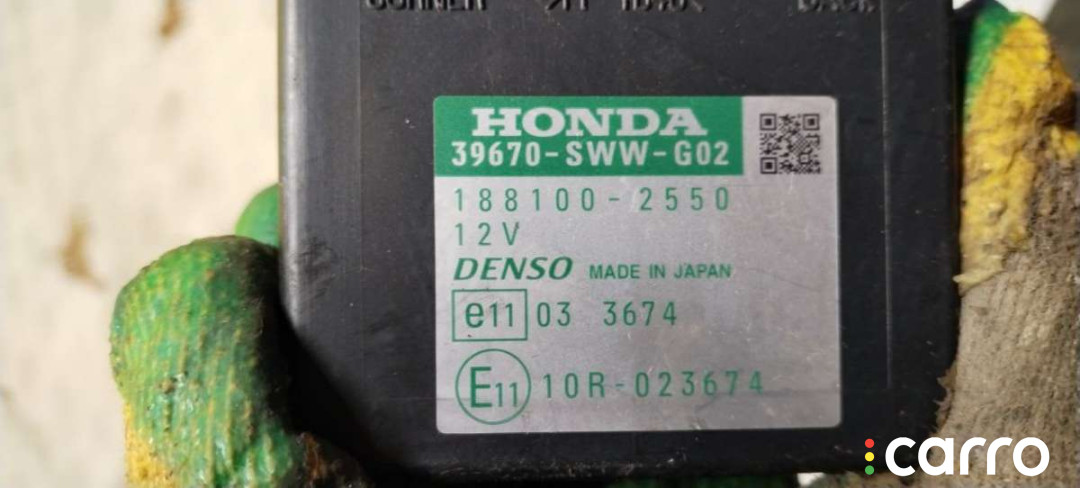 HONDA
39670-SWW-G02
188100-2550
12V
DENSO MADE IN JAPAN
e11 03 3674
E11 10R-023674
carro